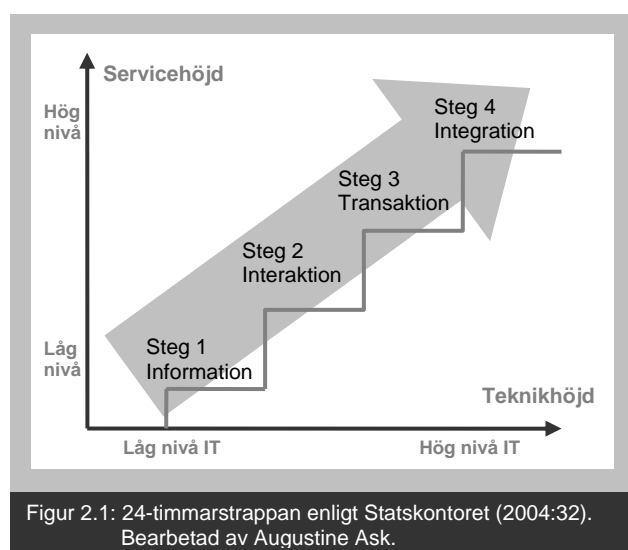 Servicehöjd
Hög
nivå
Steg 4
Integration
Steg 3
Transaktion
Steg 2
Interaktion
Låg
nivå
Steg 1
Information
Teknikhöjd
Låg nivå IT
Hög nivå IT
Figur 2.1: 24-timmarstrappan enligt Statskontoret (2004:32).
Bearbetad av Augustine Ask.